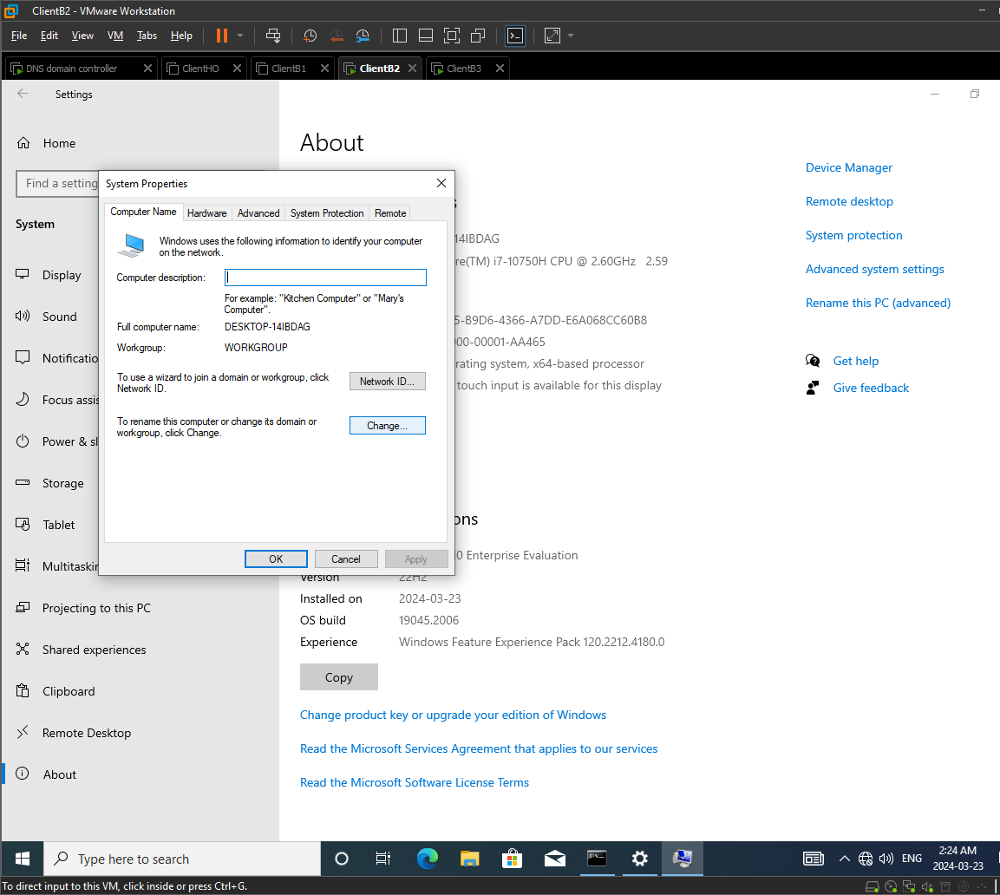 ClientB2 - VMware Workstation
File Edit View VM Tabs Help
DNS domain controller ClientHO ClientB1 ClientB2 ClientB3
Settings
Home
Find a setting
System
Display
Sound
Notificatio
Focus assis
Power & sl
Storage
Tablet
Multitaskin
Projecting to this PC
Shared experiences
Clipboard
Remote Desktop
About
System Properties
Computer Name Hardware Advanced System Protection Remote
Windows uses the following information to identify your computer
on the network.
Computer description:
For example: "Kitchen Computer" or "Mary's
Computer".
Full computer name: DESKTOP-14IBDAG
Workgroup: WORKGROUP
To use a wizard to join a domain or workgroup, click
Network ID.
Network ID...
To rename this computer or change its domain or
workgroup, click Change.
Change...
OK Cancel Apply
About
14IBDAG
re(TM) i7-10750H CPU @ 2.60GHz 2.59
5-B9D6-4366-A7DD-E6A068CC60B8
000-00001-AA465
rating system, x64-based processor
touch input is available for this display
ons
0 Enterprise Evaluation
Version 22H2
Installed on 2024-03-23
OS build 19045.2006
Experience Windows Feature Experience Pack 120.2212.4180.0
Copy
Change product key or upgrade your edition of Windows
Read the Microsoft Services Agreement that applies to our services
Read the Microsoft Software License Terms
Device Manager
Remote desktop
System protection
Advanced system settings
Rename this PC (advanced)
Get help
Give feedback
Type here to search
ENG
2:24 AM
2024-03-23
To direct input to this VM, click inside or press Ctrl+G.